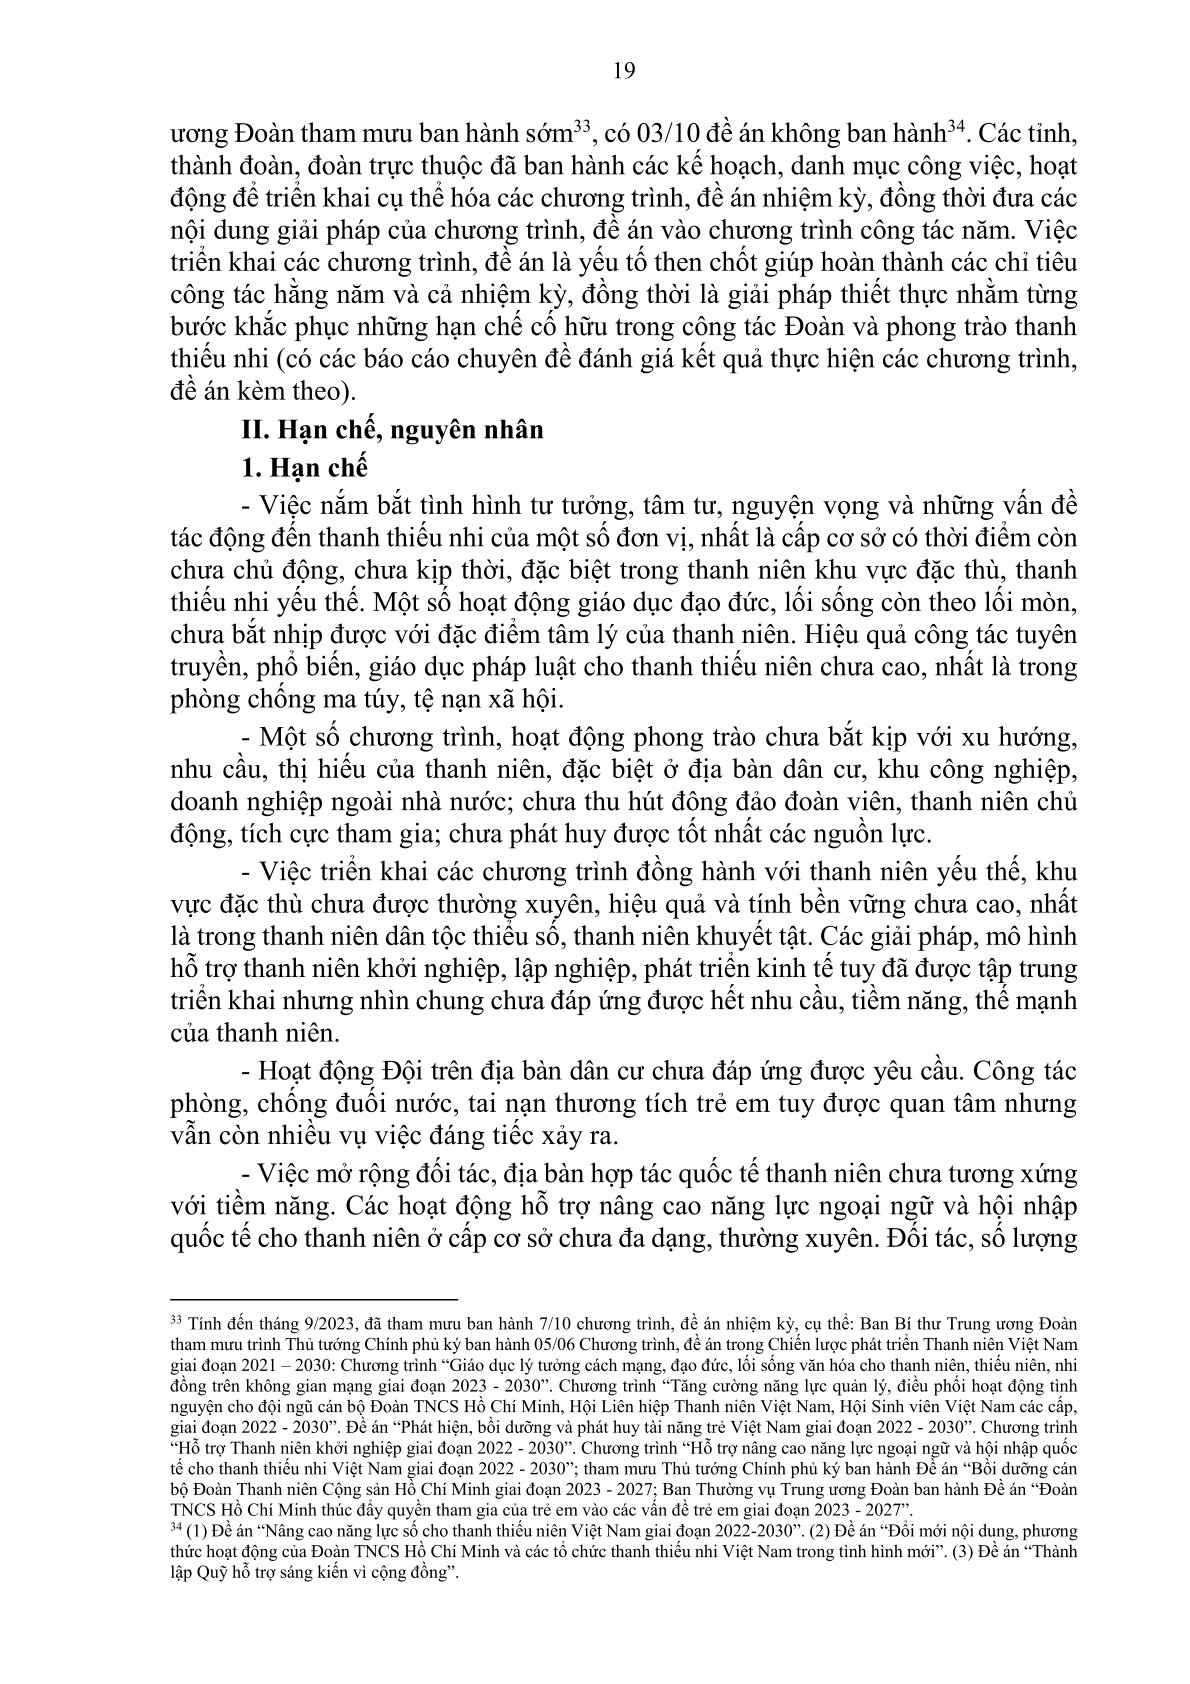 19
ương Đoàn tham mưu ban hành sớm33, có 03/10 đề án không ban hành34. Các tỉnh,
thành đoàn, đoàn trực thuộc đã ban hành các kế hoạch, danh mục công việc, hoạt
động để triển khai cụ thể hóa các chương trình, đề án nhiệm kỳ, đồng thời đưa các
nội dung giải pháp của chương trình, đề án vào chương trình công tác năm. Việc
triển khai các chương trình, đề án là yếu tố then chốt giúp hoàn thành các chỉ tiêu
công tác hằng năm và cả nhiệm kỳ, đồng thời là giải pháp thiết thực nhằm từng
bước khắc phục những hạn chế cố hữu trong công tác Đoàn và phong trào thanh
thiếu nhi (có các báo cáo chuyên đề đánh giá kết quả thực hiện các chương trình,
đề án kèm theo).
II. Hạn chế, nguyên nhân
1. Hạn chế
- Việc nắm bắt tình hình tư tưởng, tâm tư, nguyện vọng và những vấn đề
tác động đến thanh thiếu nhi của một số đơn vị, nhất là cấp cơ sở có thời điểm còn
chưa chủ động, chưa kịp thời, đặc biệt trong thanh niên khu vực đặc thù, thanh
thiếu nhi yếu thế. Một số hoạt động giáo dục đạo đức, lối sống còn theo lối mòn,
chưa bắt nhịp được với đặc điểm tâm lý của thanh niên. Hiệu quả công tác tuyên
truyền, phổ biến, giáo dục pháp luật cho thanh thiếu niên chưa cao, nhất là trong
phòng chống ma túy, tệ nạn xã hội.
- Một số chương trình, hoạt động phong trào chưa bắt kịp với xu hướng,
nhu cầu, thị hiếu của thanh niên, đặc biệt ở địa bàn dân cư, khu công nghiệp,
doanh nghiệp ngoài nhà nước; chưa thu hút đông đảo đoàn viên, thanh niên chủ
động, tích cực tham gia; chưa phát huy được tốt nhất các nguồn lực.
- Việc triển khai các chương trình đồng hành với thanh niên yếu thế, khu
vực đặc thù chưa được thường xuyên, hiệu quả và tính bền vững chưa cao, nhất
là trong thanh niên dân tộc thiểu số, thanh niên khuyết tật. Các giải pháp, mô hình
hỗ trợ thanh niên khởi nghiệp, lập nghiệp, phát triển kinh tế tuy đã được tập trung
triển khai nhưng nhìn chung chưa đáp ứng được hết nhu cầu, tiềm năng, thế mạnh
của thanh niên.
- Hoạt động Đội trên địa bàn dân cư chưa đáp ứng được yêu cầu. Công tác
phòng, chống đuối nước, tai nạn thương tích trẻ em tuy được quan tâm nhưng
vẫn còn nhiều vụ việc đáng tiếc xảy ra.
- Việc mở rộng đối tác, địa bàn hợp tác quốc tế thanh niên chưa tương xứng
với tiềm năng. Các hoạt động hỗ trợ nâng cao năng lực ngoại ngữ và hội nhập
quốc tế cho thanh niên ở cấp cơ sở chưa đa dạng, thường xuyên. Đối tác, số lượng
33 Tính đến tháng 9/2023, đã tham mưu ban hành 7/10 chương trình, đề án nhiệm kỳ, cụ thể: Ban Bí thư Trung ương Đoàn
tham mưu trình Thủ tướng Chính phủ ký ban hành 05/06 Chương trình, đề án trong Chiến lược phát triển Thanh niên Việt Nam
giai đoạn 2021 – 2030: Chương trình “Giáo dục lý tưởng cách mạng, đạo đức, lối sống văn hóa cho thanh niên, thiếu niên, nhi
đồng trên không gian mạng giai đoạn 2023 - 2030”. Chương trình “Tăng cường năng lực quản lý, điều phối hoạt động tình
nguyện cho đội ngũ cán bộ Đoàn TNCS Hồ Chí Minh, Hội Liên hiệp Thanh niên Việt Nam, Hội Sinh viên Việt Nam các cấp,
giai đoạn 2022 - 2030”. Đề án “Phát hiện, bồi dưỡng và phát huy tài năng trẻ Việt Nam giai đoạn 2022 - 2030”. Chương trình
“Hỗ trợ Thanh niên khởi nghiệp giai đoạn 2022 - 2030”. Chương trình “Hỗ trợ nâng cao năng lực ngoại ngữ và hội nhập quốc
tế cho thanh thiếu nhi Việt Nam giai đoạn 2022 - 2030”; tham mưu Thủ tướng Chính phủ ký ban hành Đề án “Bồi dưỡng cán
bộ Đoàn Thanh niên Cộng sản Hồ Chí Minh giai đoạn 2023 - 2027; Ban Thường vụ Trung ương Đoàn ban hành Đề án “Đoàn
TNCS Hồ Chí Minh thúc đẩy quyền tham gia của trẻ em vào các vấn đề trẻ em giai đoạn 2023 - 2027”.
34 (1) Đề án “Nâng cao năng lực số cho thanh thiếu niên Việt Nam giai đoạn 2022-2030”. (2) Đề án “Đổi mới nội dung, phương
thức hoạt động của Đoàn TNCS Hồ Chí Minh và các tổ chức thanh thiếu nhi Việt Nam trong tình hình mới”. (3) Đề án “Thành
lập Quỹ hỗ trợ sáng kiến vì cộng đồng”.